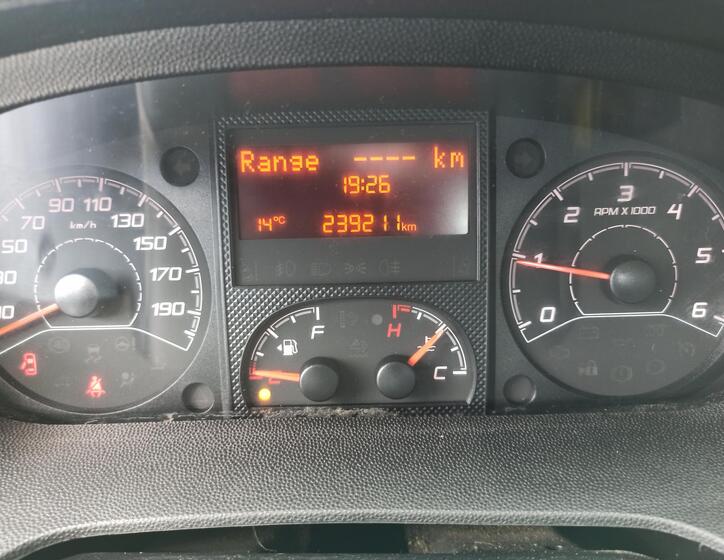 Range ---- km
19:26
14°C 239211 km
70 90 110 130 150 170 190
km/h
0 1 2 3 4 5 6
RPM X 1000
F
E
H
C